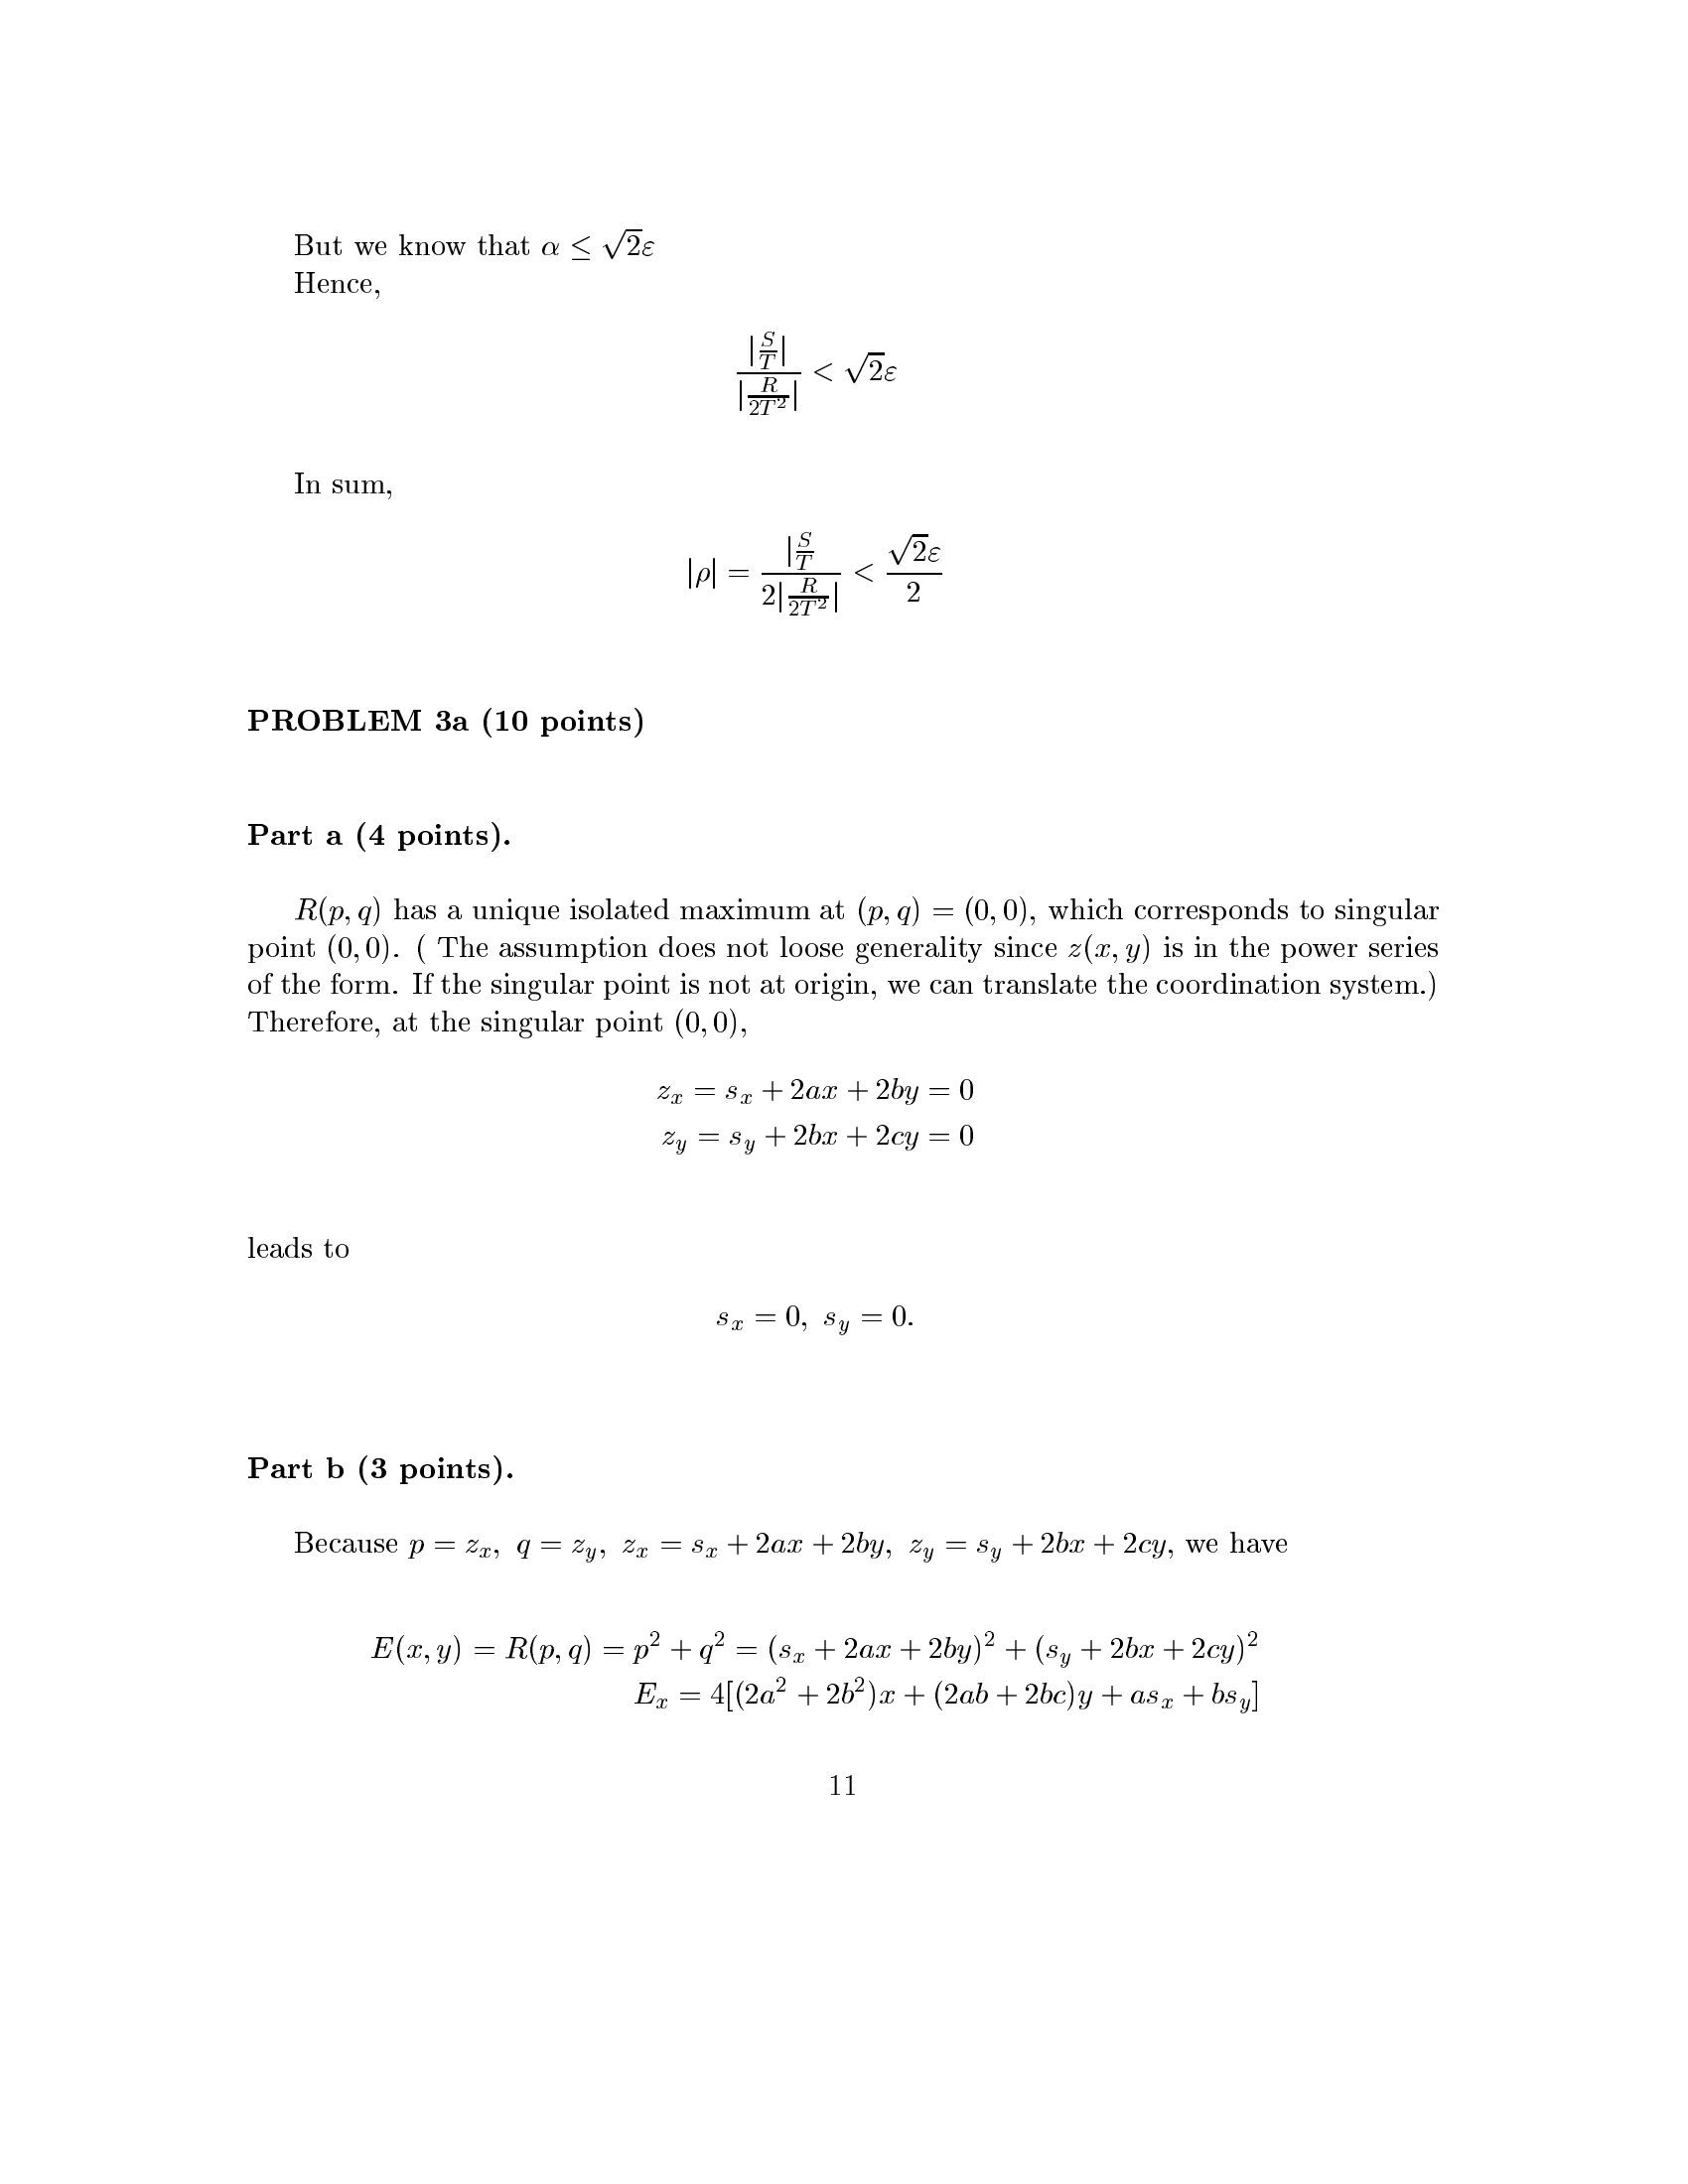 But we know that $\alpha \leq \sqrt{2}\varepsilon$
Hence,
$$\frac{|\frac{S}{T}|}{|\frac{R}{2T^2}|} < \sqrt{2}\varepsilon$$
In sum,
$$|\rho| = \frac{|\frac{S}{T}}{2|\frac{R}{2T^2}|} < \frac{\sqrt{2}\varepsilon}{2}$$
PROBLEM 3a (10 points)
Part a (4 points).
$R(p, q)$ has a unique isolated maximum at $(p, q) = (0, 0)$, which corresponds to singular
point $(0, 0)$. ( The assumption does not loose generality since $z(x, y)$ is in the power series
of the form. If the singular point is not at origin, we can translate the coordination system.)
Therefore, at the singular point $(0, 0)$,
$$z_x = s_x + 2ax + 2by = 0$$
$$z_y = s_y + 2bx + 2cy = 0$$
leads to
$$s_x = 0,\ s_y = 0.$$
Part b (3 points).
Because $p = z_x,\ q = z_y,\ z_x = s_x + 2ax + 2by,\ z_y = s_y + 2bx + 2cy$, we have
$$E(x, y) = R(p, q) = p^2 + q^2 = (s_x + 2ax + 2by)^2 + (s_y + 2bx + 2cy)^2$$
$$E_x = 4[(2a^2 + 2b^2)x + (2ab + 2bc)y + as_x + bs_y]$$
11